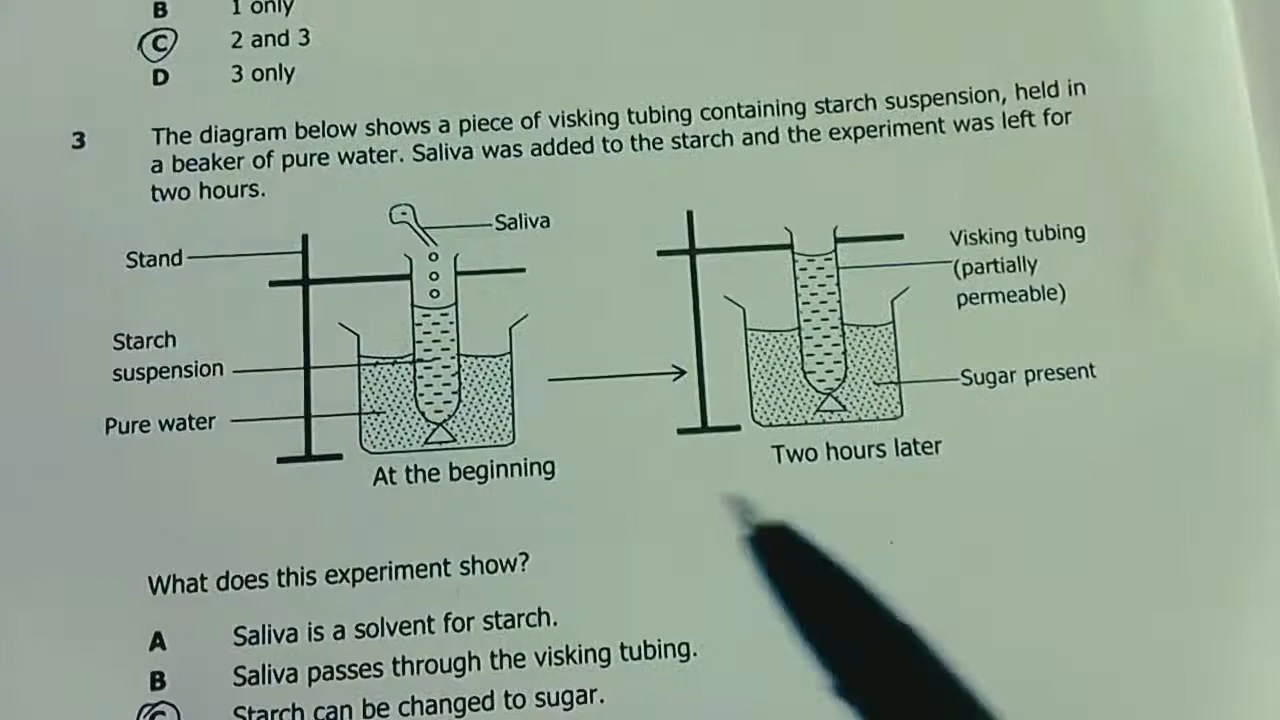 B 1 only
C 2 and 3
D 3 only
3 The diagram below shows a piece of visking tubing containing starch suspension, held in
a beaker of pure water. Saliva was added to the starch and the experiment was left for
two hours.
Saliva
Stand
Starch
suspension
Pure water
At the beginning
Visking tubing
(partially
permeable)
Sugar present
Two hours later
What does this experiment show?
A Saliva is a solvent for starch.
B Saliva passes through the visking tubing.
C Starch can be changed to sugar.